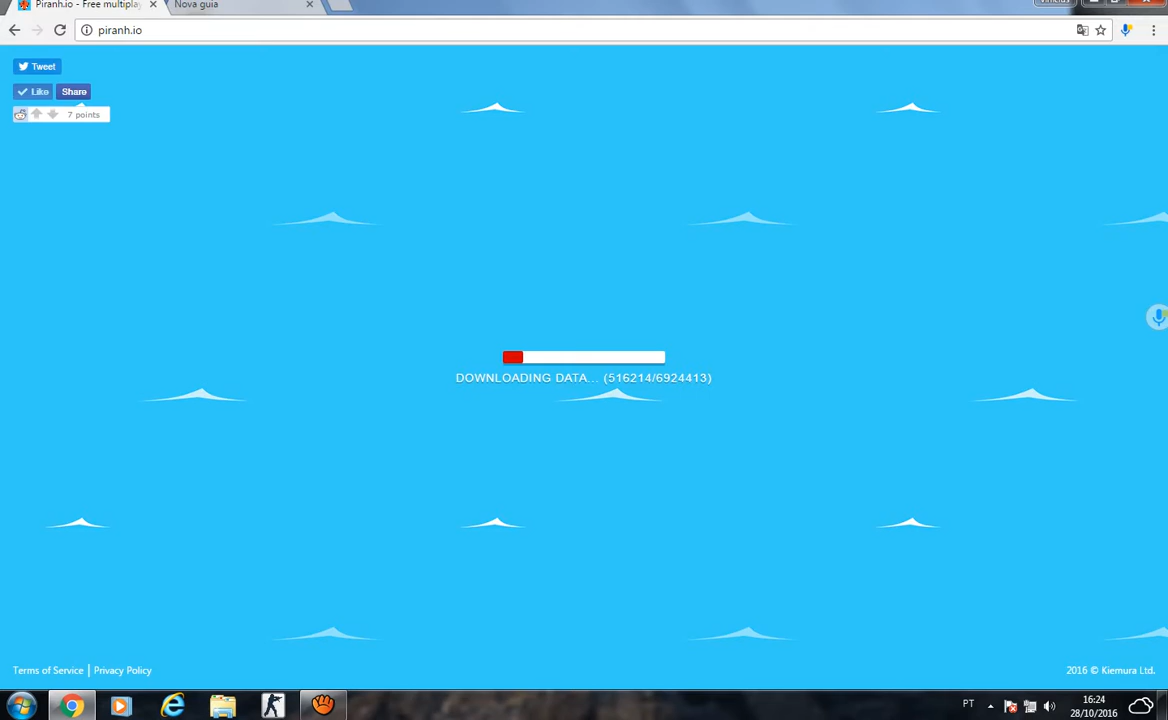 Piranh.io - Free multipla
Nova guia
piranh.io
Tweet
Like Share
7 points
DOWNLOADING DATA... (516214/6924413)
Terms of Service | Privacy Policy
2016 © Kiemura Ltd.
PT
16:24
28/10/2016